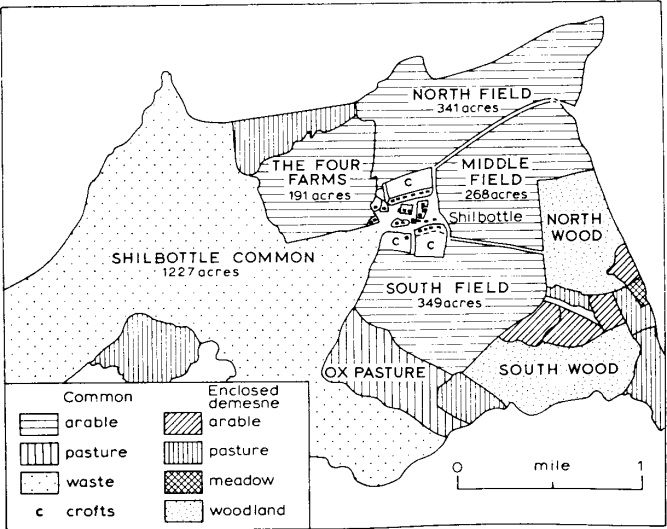 NORTH FIELD
341 acres
THE FOUR
FARMS
191 acres
C
MIDDLE
FIELD
268 acres
Shilbottle
NORTH
WOOD
C C
SHILBOTTLE COMMON
1227 acres
SOUTH FIELD
349 acres
OX PASTURE
SOUTH WOOD
Common
arable
pasture
waste
c crofts
Enclosed
demesne
arable
pasture
meadow
woodland
0 mile 1